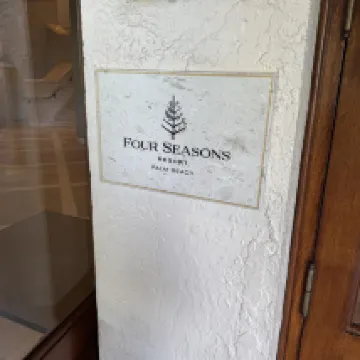 FOUR SEASONS
RESORT
PALM BEACH